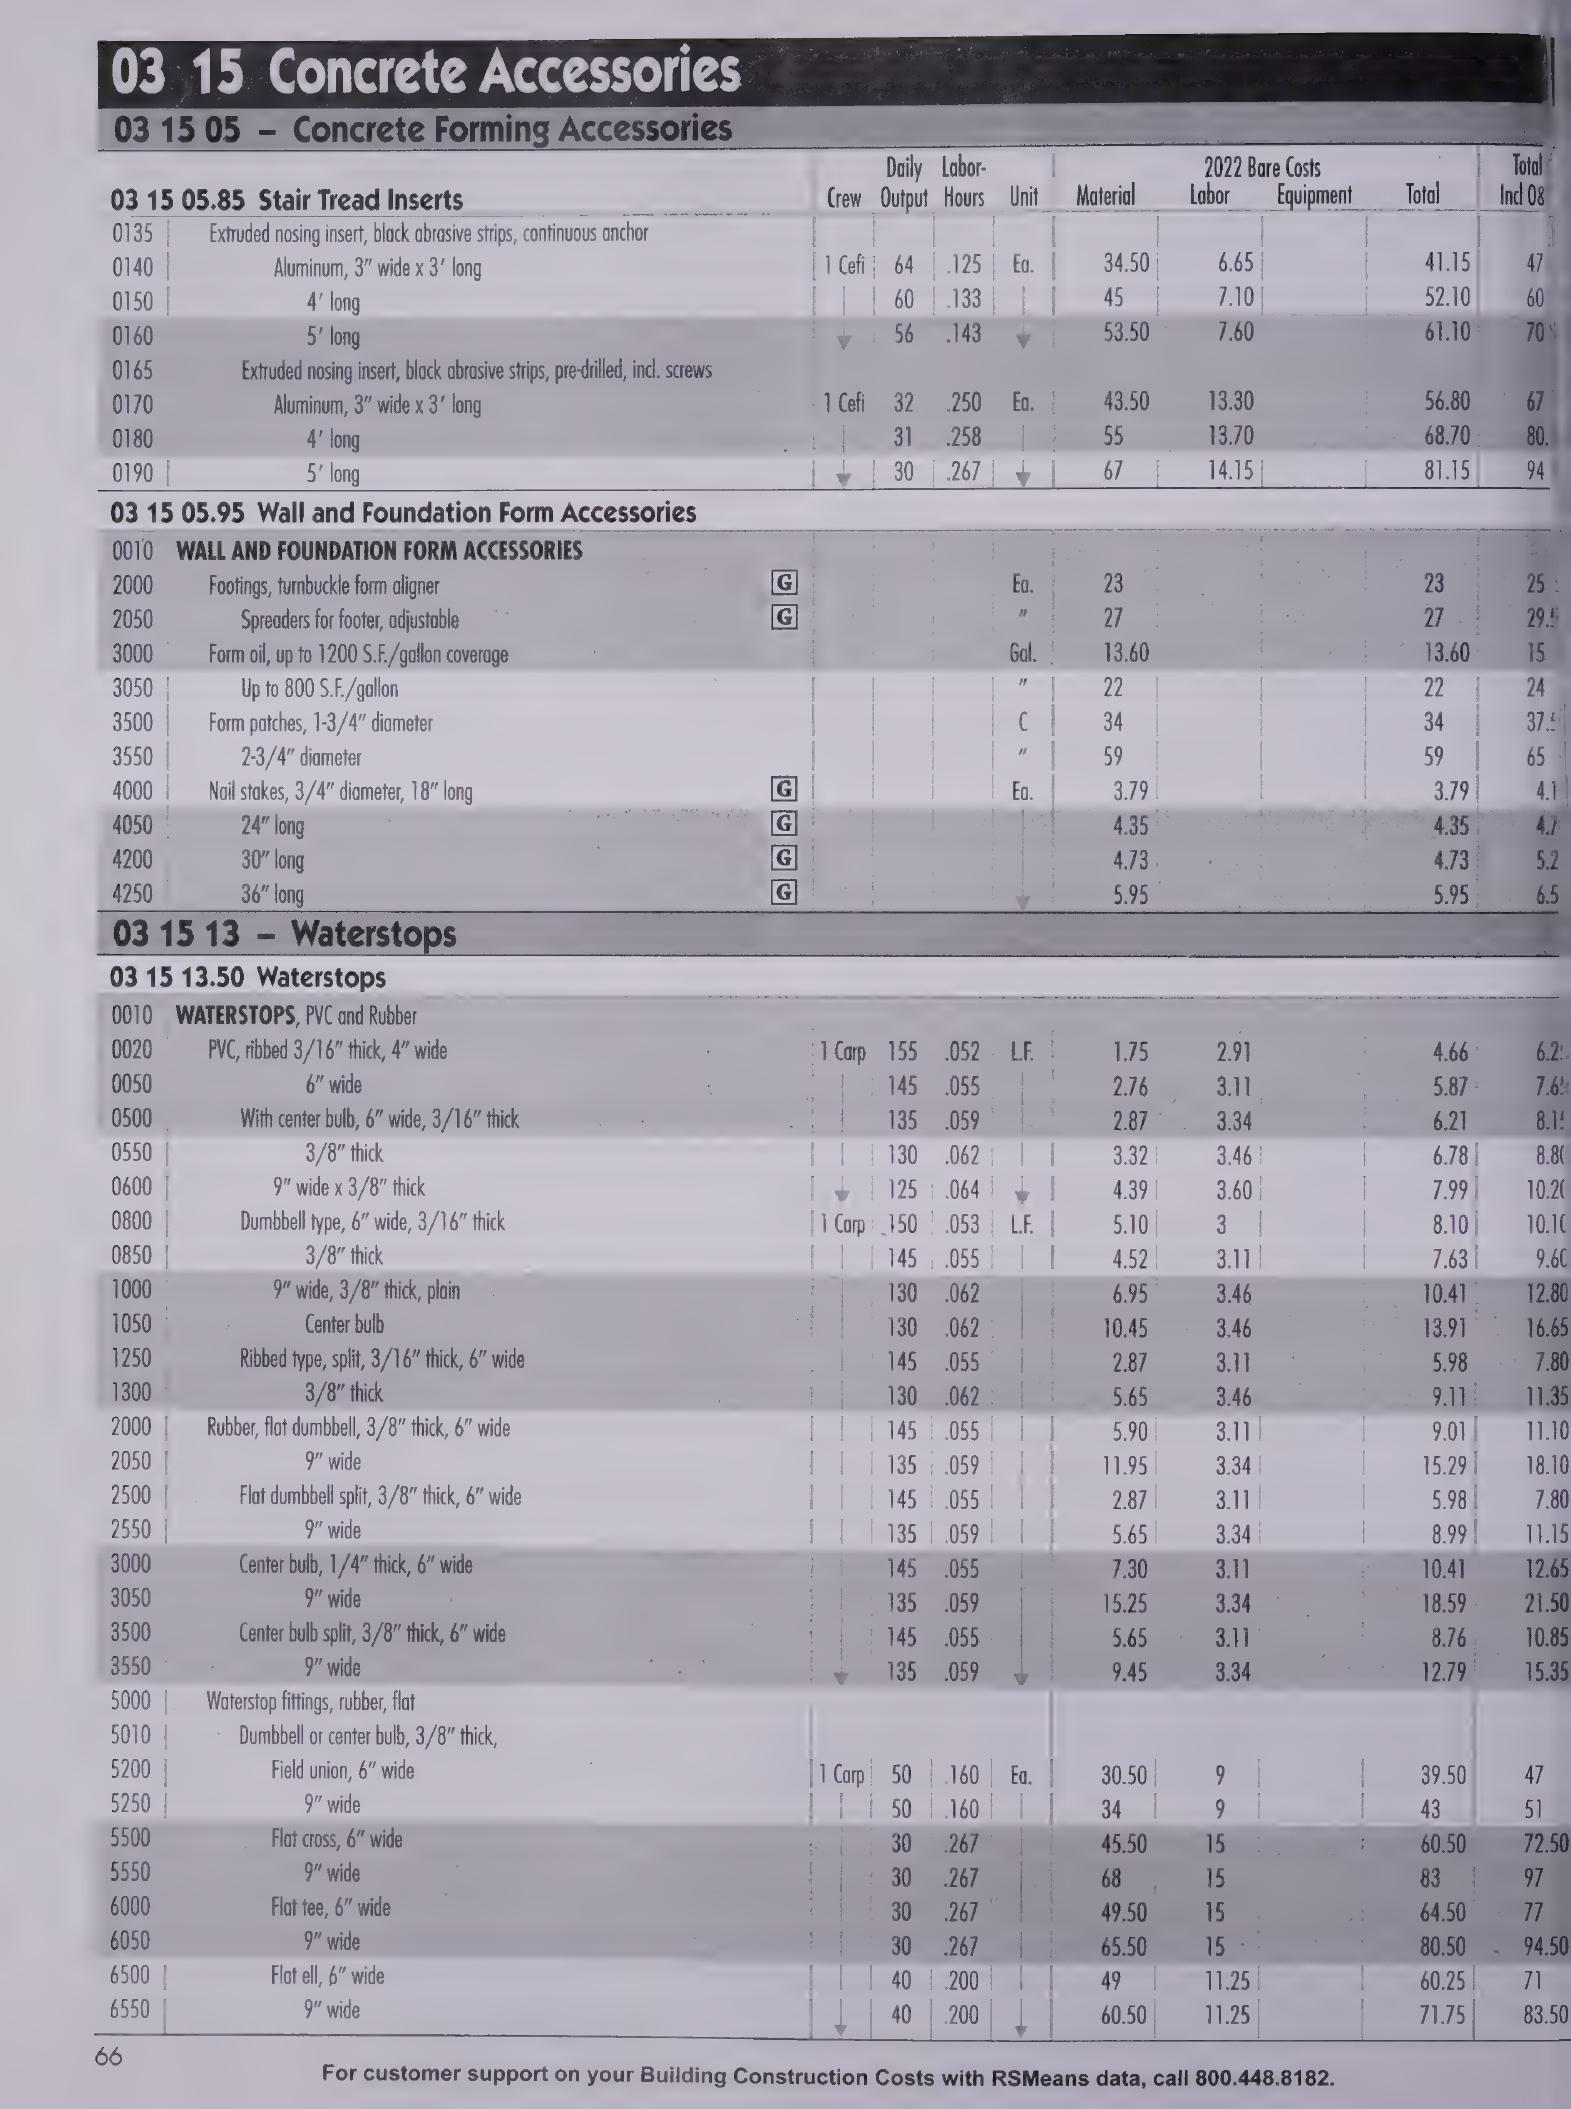 03 15 Concrete Accessories
03 15 05 – Concrete Forming Accessories
Daily Labor- 2022 Bare Costs Total
03 15 05.85 Stair Tread Inserts Crew Output Hours Unit Material Labor Equipment Total Incl O&
0135 Extruded nosing insert, black abrasive strips, continuous anchor
0140 Aluminum, 3" wide x 3' long 1 Cefi 64 .125 Ea. 34.50 6.65 41.15 47
0150 4' long 60 .133 45 7.10 52.10 60
0160 5' long 56 .143 53.50 7.60 61.10 70
0165 Extruded nosing insert, black abrasive strips, pre-drilled, incl. screws
0170 Aluminum, 3" wide x 3' long 1 Cefi 32 .250 Ea. 43.50 13.30 56.80 67
0180 4' long 31 .258 55 13.70 68.70 80.
0190 5' long 30 .267 67 14.15 81.15 94
03 15 05.95 Wall and Foundation Form Accessories
0010 WALL AND FOUNDATION FORM ACCESSORIES
2000 Footings, turnbuckle form aligner G Ea. 23 23 25
2050 Spreaders for footer, adjustable G " 27 27
3000 Form oil, up to 1200 S.F./gallon coverage Gal. 13.60 13.60 15
3050 Up to 800 S.F./gallon " 22 22 24
3500 Form patches, 1-3/4" diameter C 34 34
3550 2-3/4" diameter " 59 59 65
4000 Nail stakes, 3/4" diameter, 18" long G Ea. 3.79 3.79 4.1
4050 24" long G 4.35 4.35 4.7
4200 30" long G 4.73 4.73 5.2
4250 36" long G 5.95 5.95 6.5
03 15 13 – Waterstops
03 15 13.50 Waterstops
0010 WATERSTOPS, PVC and Rubber
0020 PVC, ribbed 3/16" thick, 4" wide 1 Carp 155 .052 L.F. 1.75 2.91 4.66 6.2
0050 6" wide 145 .055 2.76 3.11 5.87 7.6
0500 With center bulb, 6" wide, 3/16" thick 135 .059 2.87 3.34 6.21 8.1
0550 3/8" thick 130 .062 3.32 3.46 6.78 8.8
0600 9" wide x 3/8" thick 125 .064 4.39 3.60 7.99 10.2
0800 Dumbbell type, 6" wide, 3/16" thick 1 Carp 150 .053 L.F. 5.10 3 8.10 10.1
0850 3/8" thick 145 .055 4.52 3.11 7.63 9.6
1000 9" wide, 3/8" thick, plain 130 .062 6.95 3.46 10.41 12.80
1050 Center bulb 130 .062 10.45 3.46 13.91 16.65
1250 Ribbed type, split, 3/16" thick, 6" wide 145 .055 2.87 3.11 5.98 7.80
1300 3/8" thick 130 .062 5.65 3.46 9.11 11.35
2000 Rubber, flat dumbbell, 3/8" thick, 6" wide 145 .055 5.90 3.11 9.01 11.10
2050 9" wide 135 .059 11.95 3.34 15.29 18.10
2500 Flat dumbbell split, 3/8" thick, 6" wide 145 .055 2.87 3.11 5.98 7.80
2550 9" wide 135 .059 5.65 3.34 8.99 11.15
3000 Center bulb, 1/4" thick, 6" wide 145 .055 7.30 3.11 10.41 12.65
3050 9" wide 135 .059 15.25 3.34 18.59 21.50
3500 Center bulb split, 3/8" thick, 6" wide 145 .055 5.65 3.11 8.76 10.85
3550 9" wide 135 .059 9.45 3.34 12.79 15.35
5000 Waterstop fittings, rubber, flat
5010 Dumbbell or center bulb, 3/8" thick,
5200 Field union, 6" wide 1 Carp 50 .160 Ea. 30.50 9 39.50 47
5250 9" wide 50 .160 34 9 43 51
5500 Flat cross, 6" wide 30 .267 45.50 15 60.50 72.50
5550 9" wide 30 .267 68 15 83 97
6000 Flat tee, 6" wide 30 .267 49.50 15 64.50 77
6050 9" wide 30 .267 65.50 15 80.50 94.50
6500 Flat ell, 6" wide 40 .200 49 11.25 60.25 71
6550 9" wide 40 .200 60.50 11.25 71.75 83.50
66
For customer support on your Building Construction Costs with RSMeans data, call 800.448.8182.